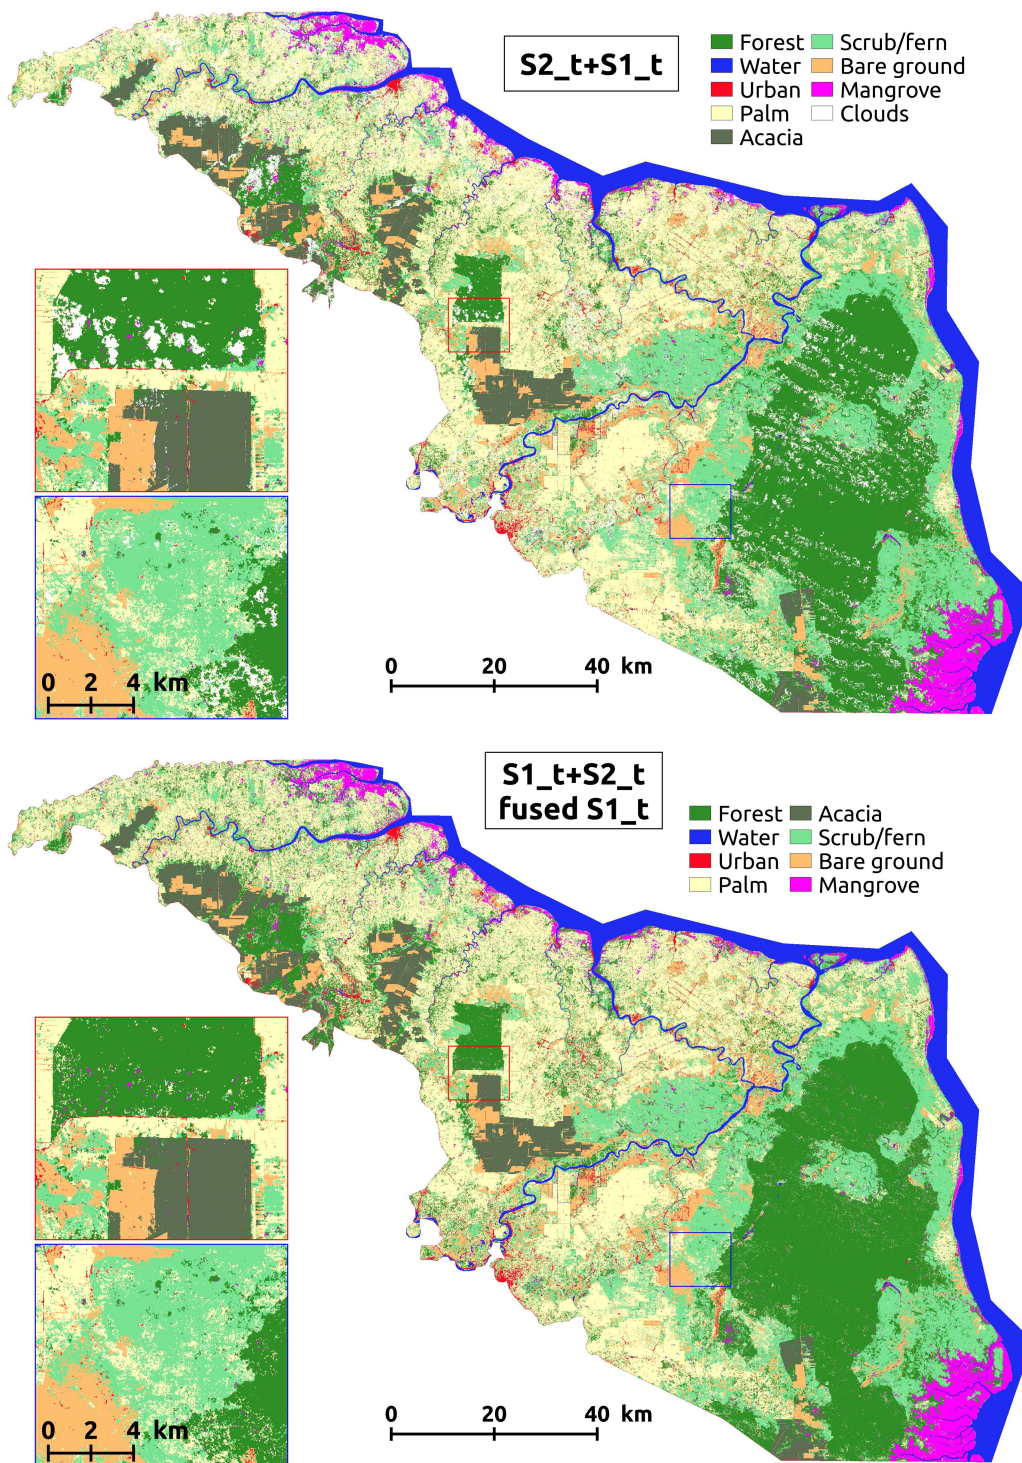 S2_t+S1_t
Forest
Water
Urban
Palm
Acacia
Scrub/fern
Bare ground
Mangrove
Clouds
0 2 4 km
0 20 40 km
S1_t+S2_t
fused S1_t
Forest
Water
Urban
Palm
Acacia
Scrub/fern
Bare ground
Mangrove
0 2 4 km
0 20 40 km